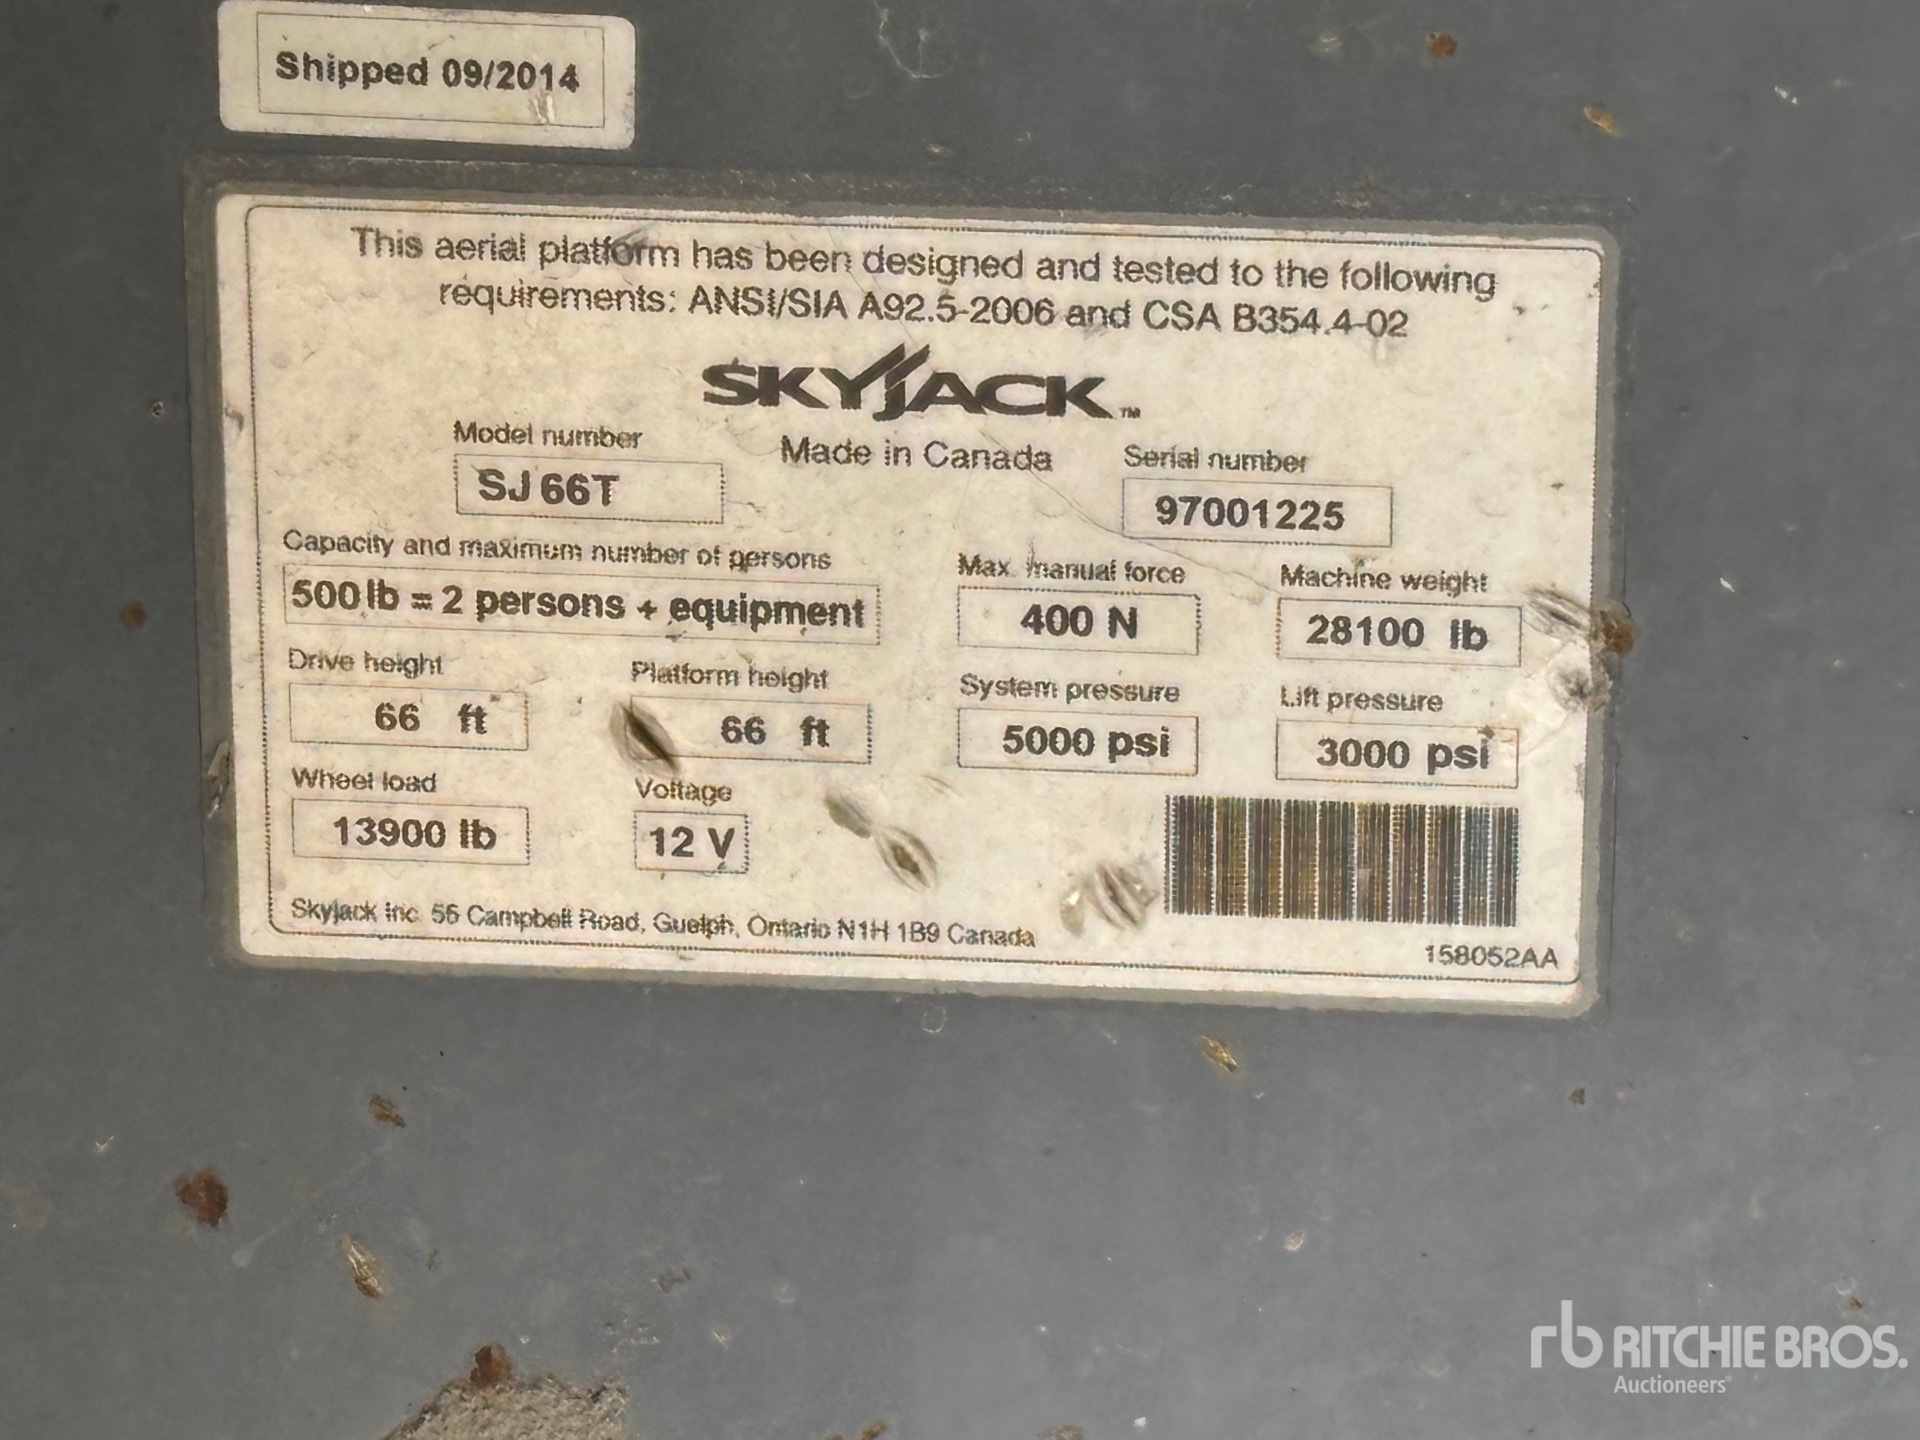 Shipped 09/2014
This aerial platform has been designed and tested to the following
requirements: ANSI/SIA A92.5-2006 and CSA B354.4-02
SKYJACK™
Made in Canada
Model number
SJ 66T
Serial number
97001225
Capacity and maximum number of persons
500 lb = 2 persons + equipment
Max. manual force
400 N
Machine weight
28100 lb
Drive height
66 ft
Platform height
66 ft
System pressure
5000 psi
Lift pressure
3000 psi
Wheel load
13900 lb
Voltage
12 V
Skyjack Inc. 55 Campbell Road, Guelph, Ontario N1H 1B9 Canada
158052AA
rb RITCHIE BROS.
Auctioneers